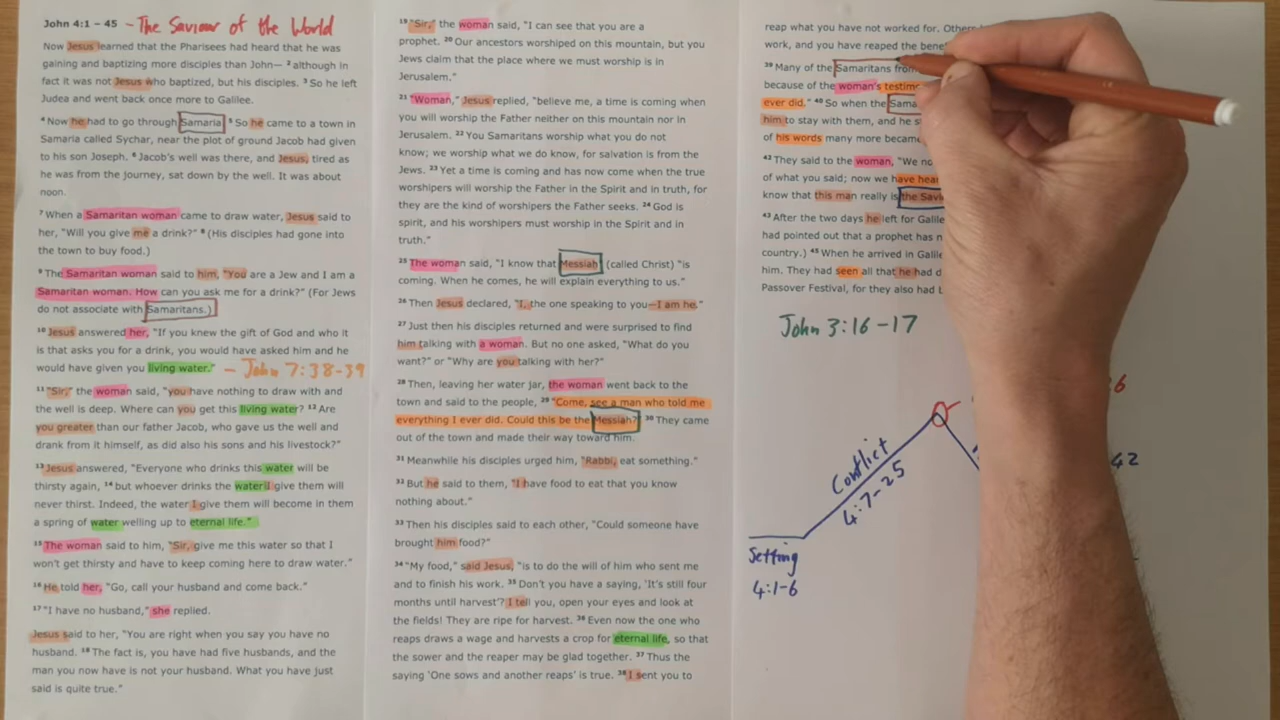 John 4:1 – 45 – The Saviour of the World
Now Jesus learned that the Pharisees had heard that he was
gaining and baptizing more disciples than John— ² although in
fact it was not Jesus who baptized, but his disciples. ³ So he left
Judea and went back once more to Galilee.
⁴ Now he had to go through Samaria. ⁵ So he came to a town in
Samaria called Sychar, near the plot of ground Jacob had given
to his son Joseph. ⁶ Jacob’s well was there, and Jesus, tired as
he was from the journey, sat down by the well. It was about
noon.
⁷ When a Samaritan woman came to draw water, Jesus said to
her, “Will you give me a drink?” ⁸ (His disciples had gone into
the town to buy food.)
⁹ The Samaritan woman said to him, “You are a Jew and I am a
Samaritan woman. How can you ask me for a drink?” (For Jews
do not associate with Samaritans.)
¹⁰ Jesus answered her, “If you knew the gift of God and who it
is that asks you for a drink, you would have asked him and he
would have given you living water.” – John 7:38-39
¹¹ “Sir,” the woman said, “you have nothing to draw with and
the well is deep. Where can you get this living water? ¹² Are
you greater than our father Jacob, who gave us the well and
drank from it himself, as did also his sons and his livestock?”
¹³ Jesus answered, “Everyone who drinks this water will be
thirsty again, ¹⁴ but whoever drinks the water I give them will
never thirst. Indeed, the water I give them will become in them
a spring of water welling up to eternal life.”
¹⁵ The woman said to him, “Sir, give me this water so that I
won’t get thirsty and have to keep coming here to draw water.”
¹⁶ He told her, “Go, call your husband and come back.”
¹⁷ “I have no husband,” she replied.
Jesus said to her, “You are right when you say you have no
husband. ¹⁸ The fact is, you have had five husbands, and the
man you now have is not your husband. What you have just
said is quite true.”
¹⁹ “Sir,” the woman said, “I can see that you are a
prophet. ²⁰ Our ancestors worshiped on this mountain, but you
Jews claim that the place where we must worship is in
Jerusalem.”
²¹ “Woman,” Jesus replied, “believe me, a time is coming when
you will worship the Father neither on this mountain nor in
Jerusalem. ²² You Samaritans worship what you do not
know; we worship what we do know, for salvation is from the
Jews. ²³ Yet a time is coming and has now come when the true
worshipers will worship the Father in the Spirit and in truth, for
they are the kind of worshipers the Father seeks. ²⁴ God is
spirit, and his worshipers must worship in the Spirit and in
truth.”
²⁵ The woman said, “I know that Messiah” (called Christ) “is
coming. When he comes, he will explain everything to us.”
²⁶ Then Jesus declared, “I, the one speaking to you—I am he.”
²⁷ Just then his disciples returned and were surprised to find
him talking with a woman. But no one asked, “What do you
want?” or “Why are you talking with her?”
²⁸ Then, leaving her water jar, the woman went back to the
town and said to the people, ²⁹ “Come, see a man who told me
everything I ever did. Could this be the Messiah?” ³⁰ They came
out of the town and made their way toward him.
³¹ Meanwhile his disciples urged him, “Rabbi, eat something.”
³² But he said to them, “I have food to eat that you know
nothing about.”
³³ Then his disciples said to each other, “Could someone have
brought him food?”
³⁴ “My food,” said Jesus, “is to do the will of him who sent me
and to finish his work. ³⁵ Don’t you have a saying, ‘It’s still four
months until harvest’? I tell you, open your eyes and look at
the fields! They are ripe for harvest. ³⁶ Even now the one who
reaps draws a wage and harvests a crop for eternal life, so that
the sower and the reaper may be glad together. ³⁷ Thus the
saying ‘One sows and another reaps’ is true. ³⁸ I sent you to
reap what you have not worked for. Others
work, and you have reaped the
³⁹ Many of the Samaritans from
because of the woman’s
ever did.” ⁴⁰ So when the
him to stay with them, and he
of his words many more became
⁴² They said to the woman, “We
of what you said; now we have
know that this man really is the
⁴³ After the two days he left for
had pointed out that a prophet has
country.) ⁴⁵ When he arrived in
him. They had seen all that he had
Passover Festival, for they also had
John 3:16-17
Conflict
4:7-25
Setting
4:1-6
6
42